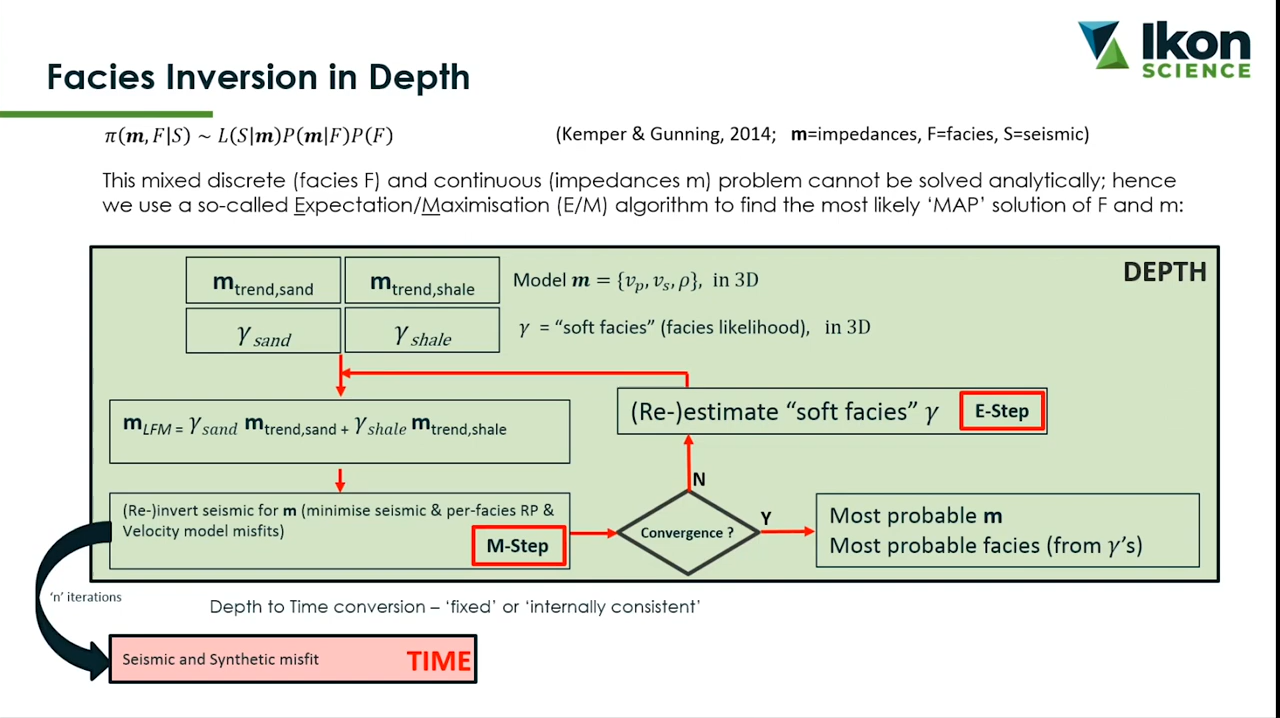 Ikon
SCIENCE
Facies Inversion in Depth
π(m, F|S) ~ L(S|m)P(m|F)P(F)
(Kemper & Gunning, 2014; m=impedances, F=facies, S=seismic)
This mixed discrete (facies F) and continuous (impedances m) problem cannot be solved analytically; hence
we use a so-called Expectation/Maximisation (E/M) algorithm to find the most likely ‘MAP’ solution of F and m:
DEPTH
m trend,sand
m trend,shale
Model m = {v_p, v_s, ρ}, in 3D
γ sand
γ shale
γ = “soft facies” (facies likelihood), in 3D
(Re-)estimate “soft facies” γ
E-Step
m LFM = γ sand m trend,sand + γ shale m trend,shale
N
(Re-)invert seismic for m (minimise seismic & per-facies RP &
Velocity model misfits)
M-Step
Convergence ?
Y
Most probable m
Most probable facies (from γ’s)
‘n’ iterations
Depth to Time conversion – ‘fixed’ or ‘internally consistent’
Seismic and Synthetic misfit
TIME